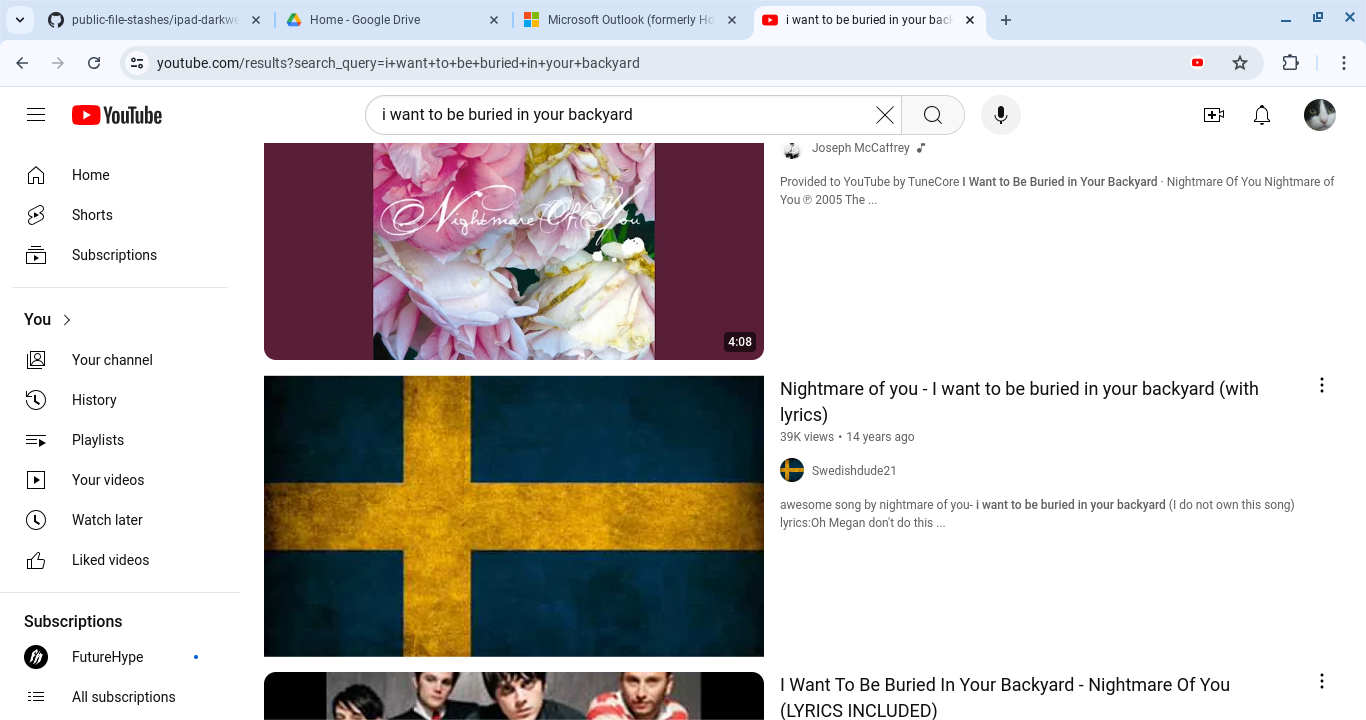 public-file-stashes/ipad-darkwe
Home - Google Drive
Microsoft Outlook (formerly Ho
i want to be buried in your bac
youtube.com/results?search_query=i+want+to+be+buried+in+your+backyard
YouTube
i want to be buried in your backyard
Home
Shorts
Subscriptions
You
Your channel
History
Playlists
Your videos
Watch later
Liked videos
Subscriptions
FutureHype
All subscriptions
Nightmare Of You
4:08
Joseph McCaffrey
Provided to YouTube by TuneCore I Want to Be Buried in Your Backyard · Nightmare Of You Nightmare of
You ℗ 2005 The ...
Nightmare of you - I want to be buried in your backyard (with
lyrics)
39K views • 14 years ago
Swedishdude21
awesome song by nightmare of you- i want to be buried in your backyard (I do not own this song)
lyrics:Oh Megan don't do this ...
I Want To Be Buried In Your Backyard - Nightmare Of You
(LYRICS INCLUDED)